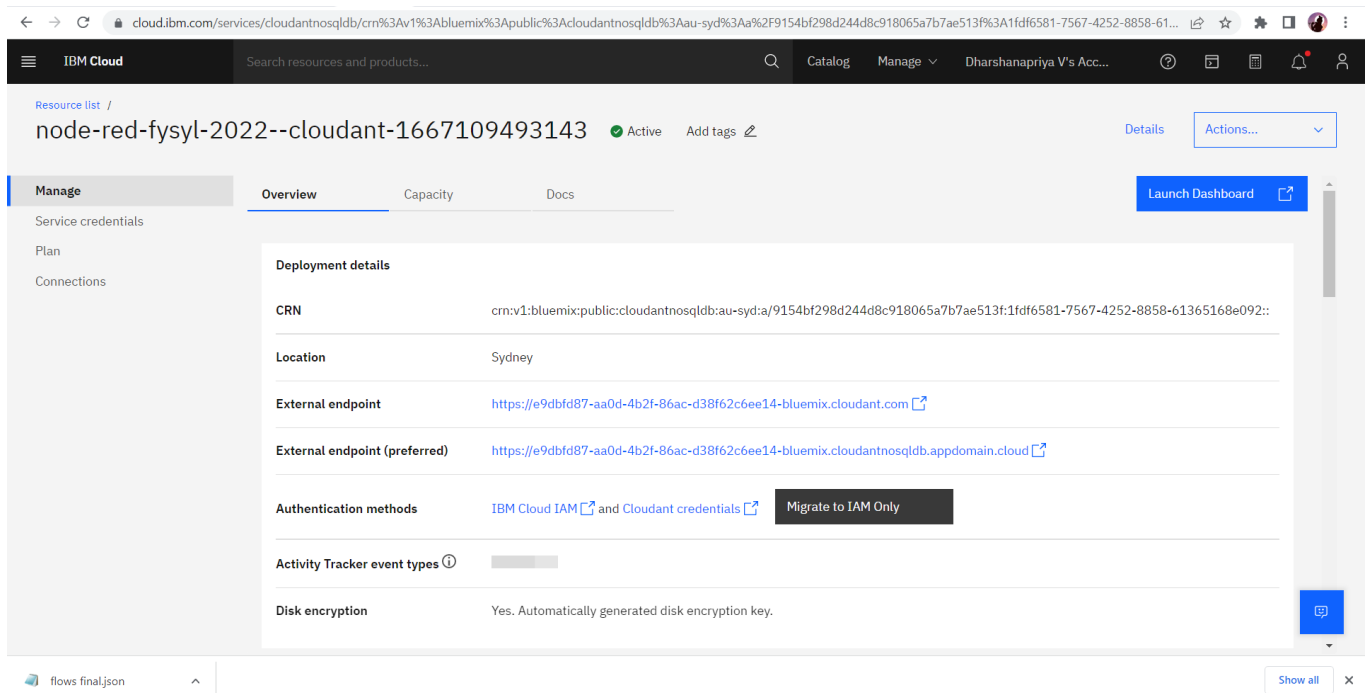 cloud.ibm.com/services/cloudantnosqldb/crn%3Av1%3Abluemix%3Apublic%3Acloudantnosqldb%3Aau-syd%3Aa%2F9154bf298d244d8c918065a7b7ae513f%3A1fdf6581-7567-4252-8858-61...
IBM Cloud
Search resources and products...
Catalog
Manage
Dharshanapriya V's Acc...
Resource list /
node-red-fysyl-2022--cloudant-1667109493143
Active
Add tags
Details
Actions...
Manage
Service credentials
Plan
Connections
Overview
Capacity
Docs
Launch Dashboard
Deployment details
CRN
crn:v1:bluemix:public:cloudantnosqldb:au-syd:a/9154bf298d244d8c918065a7b7ae513f:1fdf6581-7567-4252-8858-61365168e092::
Location
Sydney
External endpoint
https://e9dbfd87-aa0d-4b2f-86ac-d38f62c6ee14-bluemix.cloudant.com
External endpoint (preferred)
https://e9dbfd87-aa0d-4b2f-86ac-d38f62c6ee14-bluemix.cloudantnosqldb.appdomain.cloud
Authentication methods
IBM Cloud IAM and Cloudant credentials
Migrate to IAM Only
Activity Tracker event types
Disk encryption
Yes. Automatically generated disk encryption key.
flows final.json
Show all